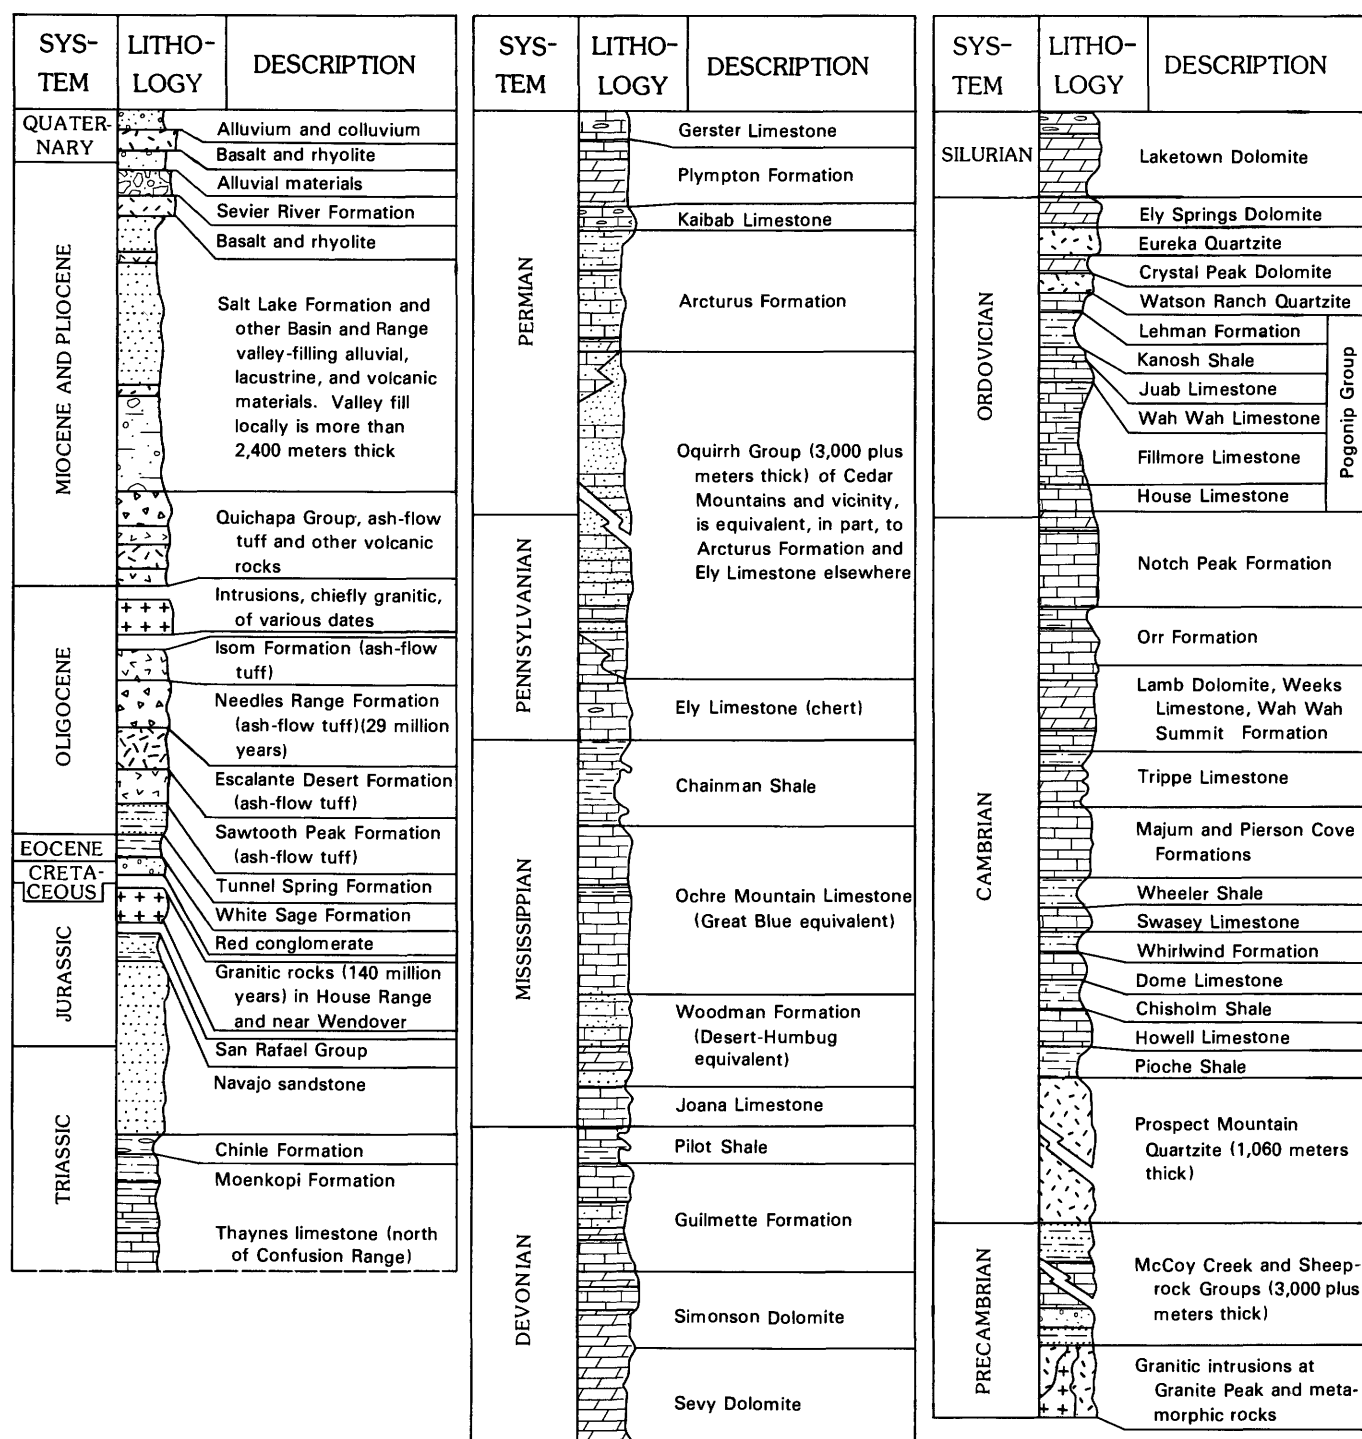 SYS-
TEM
LITHO-
LOGY
DESCRIPTION
QUATER-
NARY
Alluvium and colluvium
Basalt and rhyolite
MIOCENE AND PLIOCENE
Alluvial materials
Sevier River Formation
Basalt and rhyolite
Salt Lake Formation and
other Basin and Range
valley-filling alluvial,
lacustrine, and volcanic
materials. Valley fill
locally is more than
2,400 meters thick
Quichapa Group, ash-flow
tuff and other volcanic
rocks
OLIGOCENE
Intrusions, chiefly granitic,
of various dates
Isom Formation (ash-flow
tuff)
Needles Range Formation
(ash-flow tuff)(29 million
years)
Escalante Desert Formation
(ash-flow tuff)
Sawtooth Peak Formation
(ash-flow tuff)
EOCENE
Tunnel Spring Formation
White Sage Formation
CRETA-
CEOUS
Red conglomerate
JURASSIC
Granitic rocks (140 million
years) in House Range
and near Wendover
San Rafael Group
Navajo sandstone
TRIASSIC
Chinle Formation
Moenkopi Formation
Thaynes limestone (north
of Confusion Range)
SYS-
TEM
LITHO-
LOGY
DESCRIPTION
PERMIAN
Gerster Limestone
Plympton Formation
Kaibab Limestone
Arcturus Formation
Oquirrh Group (3,000 plus
meters thick) of Cedar
Mountains and vicinity,
is equivalent, in part, to
Arcturus Formation and
Ely Limestone elsewhere
PENNSYLVANIAN
Ely Limestone (chert)
MISSISSIPPIAN
Chainman Shale
Ochre Mountain Limestone
(Great Blue equivalent)
Woodman Formation
(Desert-Humbug
equivalent)
Joana Limestone
DEVONIAN
Pilot Shale
Guilmette Formation
Simonson Dolomite
Sevy Dolomite
SYS-
TEM
LITHO-
LOGY
DESCRIPTION
SILURIAN
Laketown Dolomite
ORDOVICIAN
Ely Springs Dolomite
Eureka Quartzite
Crystal Peak Dolomite
Watson Ranch Quartzite
Lehman Formation
Kanosh Shale
Juab Limestone
Wah Wah Limestone
Fillmore Limestone
House Limestone
Pogonip Group
CAMBRIAN
Notch Peak Formation
Orr Formation
Lamb Dolomite, Weeks
Limestone, Wah Wah
Summit Formation
Trippe Limestone
Majum and Pierson Cove
Formations
Wheeler Shale
Swasey Limestone
Whirlwind Formation
Dome Limestone
Chisholm Shale
Howell Limestone
Pioche Shale
Prospect Mountain
Quartzite (1,060 meters
thick)
PRECAMBRIAN
McCoy Creek and Sheep-
rock Groups (3,000 plus
meters thick)
Granitic intrusions at
Granite Peak and meta-
morphic rocks